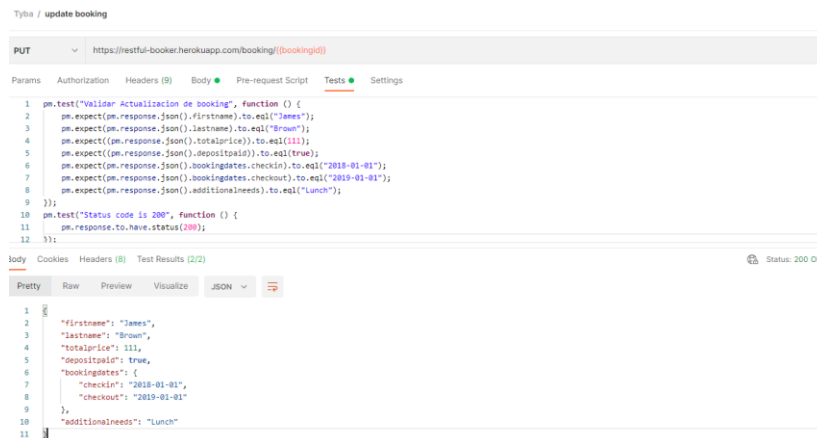 Tyba / update booking
PUT https://restful-booker.herokuapp.com/booking/{{bookingid}}
Params Authorization Headers (9) Body Pre-request Script Tests Settings
1 pm.test("Validar Actualizacion de booking", function () {
2 pm.expect(pm.response.json().firstname).to.eql("James");
3 pm.expect(pm.response.json().lastname).to.eql("Brown");
4 pm.expect((pm.response.json().totalprice)).to.eql(111);
5 pm.expect((pm.response.json().depositpaid)).to.eql(true);
6 pm.expect(pm.response.json().bookingdates.checkin).to.eql("2018-01-01");
7 pm.expect(pm.response.json().bookingdates.checkout).to.eql("2019-01-01");
8 pm.expect(pm.response.json().additionalneeds).to.eql("Lunch");
9 });
10 pm.test("Status code is 200", function () {
11 pm.response.to.have.status(200);
12 });
Body Cookies Headers (8) Test Results (2/2) Status: 200 O
Pretty Raw Preview Visualize JSON
1 {
2 "firstname": "James",
3 "lastname": "Brown",
4 "totalprice": 111,
5 "depositpaid": true,
6 "bookingdates": {
7 "checkin": "2018-01-01",
8 "checkout": "2019-01-01"
9 },
10 "additionalneeds": "Lunch"
11 }